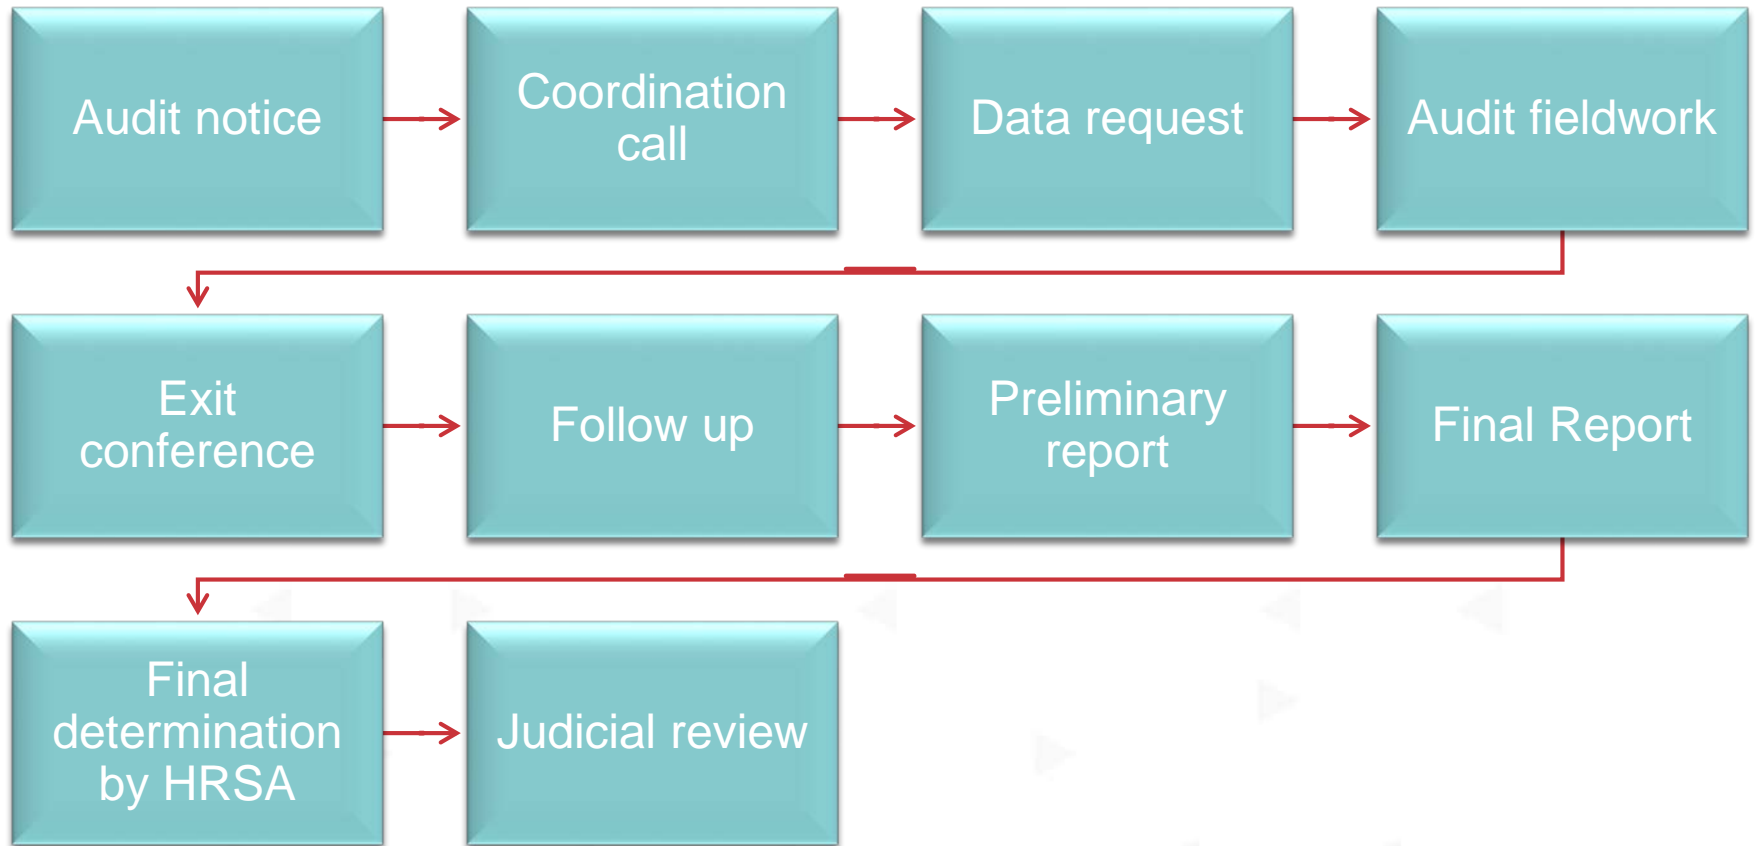 Audit notice
Coordination
call
Data request
Audit fieldwork
Exit
conference
Follow up
Preliminary
report
Final Report
Final
determination
by HRSA
Judicial review